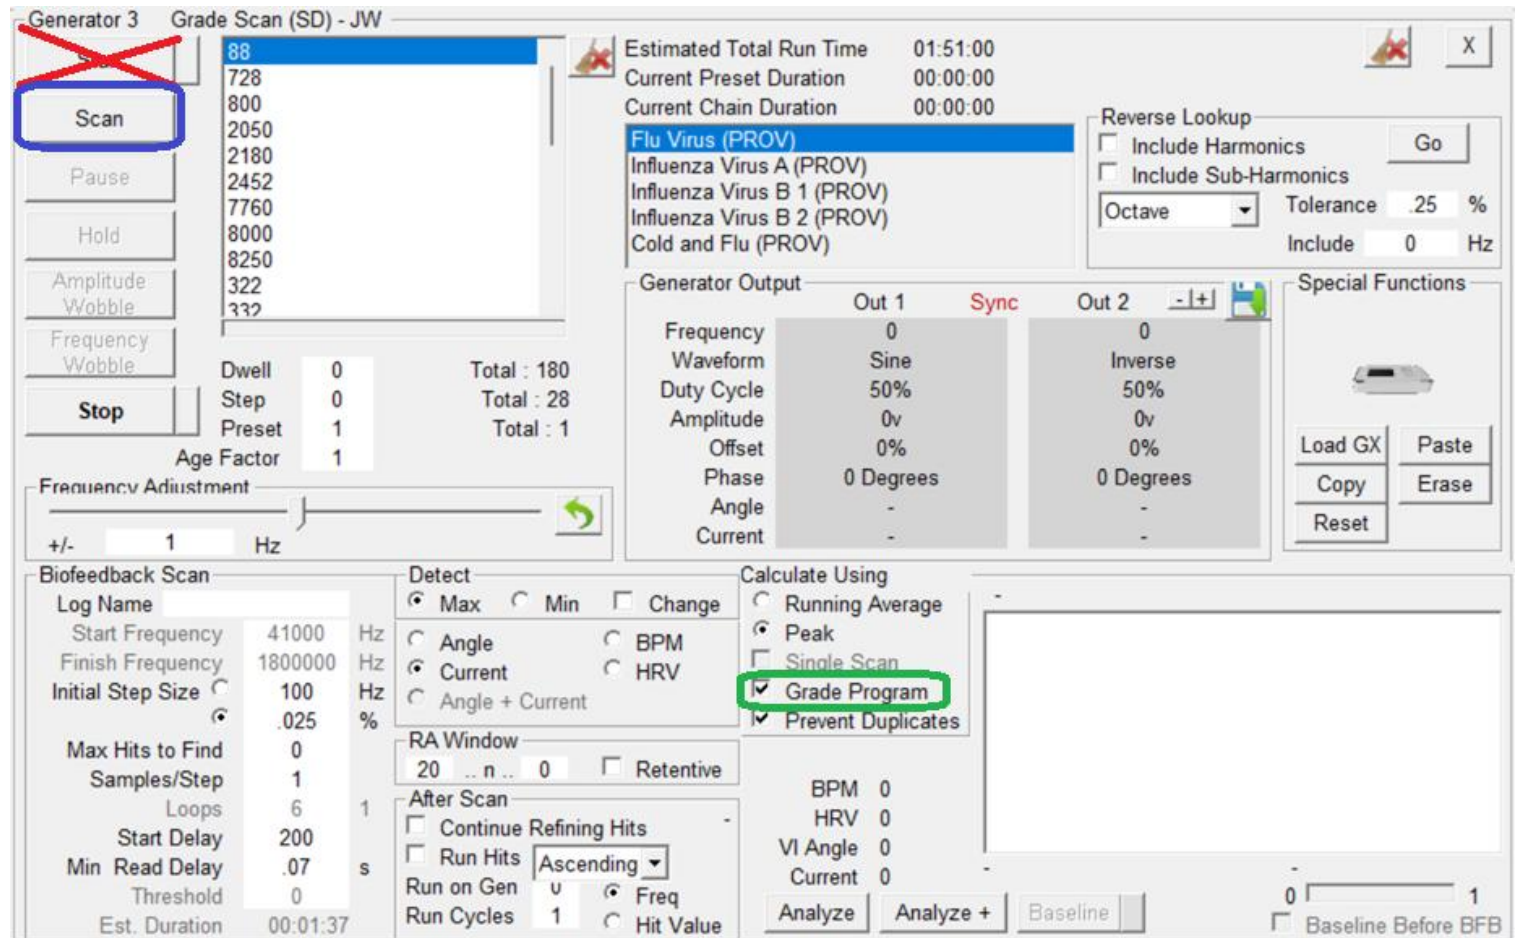 Generator 3 Grade Scan (SD) - JW
Scan
Pause
Hold
Amplitude
Wobble
Frequency
Wobble
Stop
88
728
800
2050
2180
2452
7760
8000
8250
322
332
Dwell 0 Total : 180
Step 0 Total : 28
Preset 1 Total : 1
Age Factor 1
Estimated Total Run Time 01:51:00
Current Preset Duration 00:00:00
Current Chain Duration 00:00:00
X
Flu Virus (PROV)
Influenza Virus A (PROV)
Influenza Virus B 1 (PROV)
Influenza Virus B 2 (PROV)
Cold and Flu (PROV)
Reverse Lookup
Include Harmonics Go
Include Sub-Harmonics
Octave Tolerance .25 %
Include 0 Hz
Generator Output
Out 1 Sync Out 2 - +
Frequency 0 0
Waveform Sine Inverse
Duty Cycle 50% 50%
Amplitude 0v 0v
Offset 0% 0%
Phase 0 Degrees 0 Degrees
Angle - -
Current - -
Special Functions
Load GX Paste
Copy Erase
Reset
Frequency Adjustment
+/- 1 Hz
Biofeedback Scan
Log Name
Start Frequency 41000 Hz
Finish Frequency 1800000 Hz
Initial Step Size 100 Hz
.025 %
Max Hits to Find 0
Samples/Step 1
Loops 6 1
Start Delay 200
Min Read Delay .07 s
Threshold 0
Est. Duration 00:01:37
Detect
Max Min Change
Angle BPM
Current HRV
Angle + Current
RA Window
20 .. n .. 0 Retentive
After Scan
Continue Refining Hits -
Run Hits Ascending
Run on Gen 0 Freq
Run Cycles 1 Hit Value
Calculate Using
Running Average
Peak
Single Scan
Grade Program
Prevent Duplicates
BPM 0
HRV 0
VI Angle 0
Current 0
Analyze Analyze + Baseline
-
- -
0 1
Baseline Before BFB